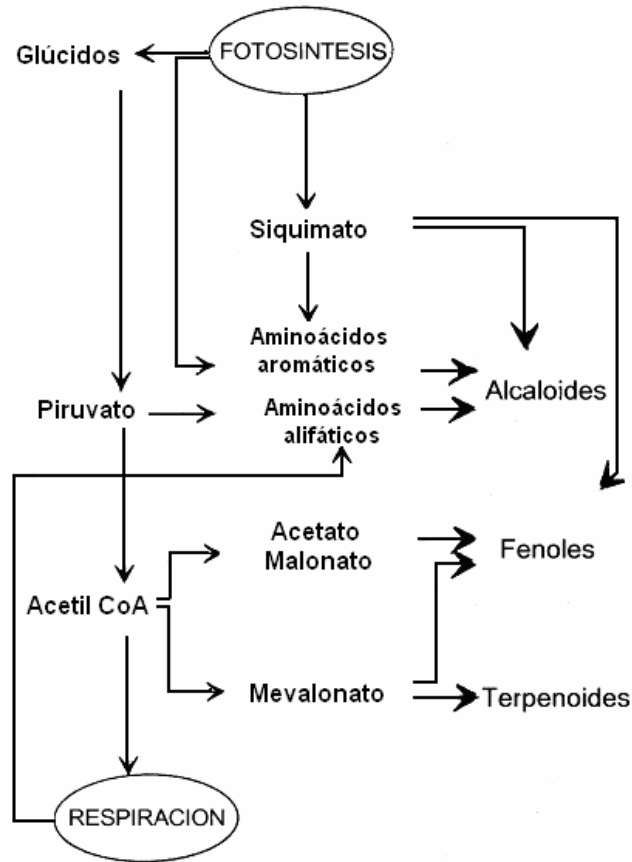 FOTOSINTESIS
Glúcidos
Siquimato
Aminoácidos
aromáticos
Alcaloides
Piruvato
Aminoácidos
alifáticos
Acetato
Malonato
Fenoles
Acetil CoA
Mevalonato
Terpenoides
RESPIRACION